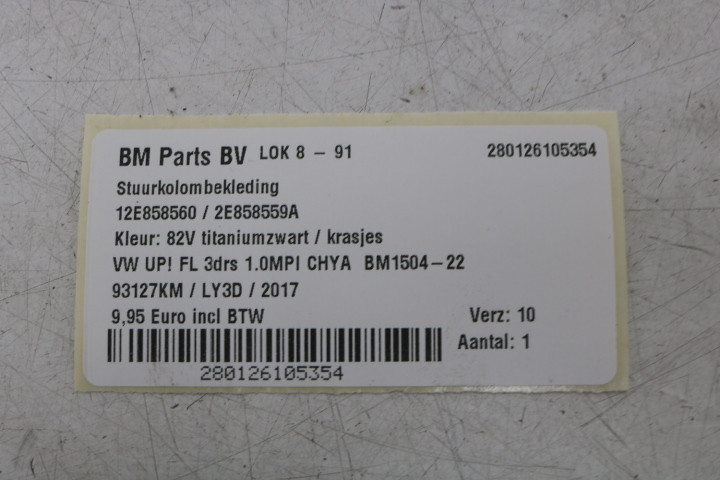 BM Parts BV LOK 8 - 91 280126105354
Stuurkolombekleding
12E858560 / 2E858559A
Kleur: 82V titaniumzwart / krasjes
VW UP! FL 3drs 1.0MPI CHYA BM1504-22
93127KM / LY3D / 2017
9,95 Euro incl BTW Verz: 10
Aantal: 1
280126105354